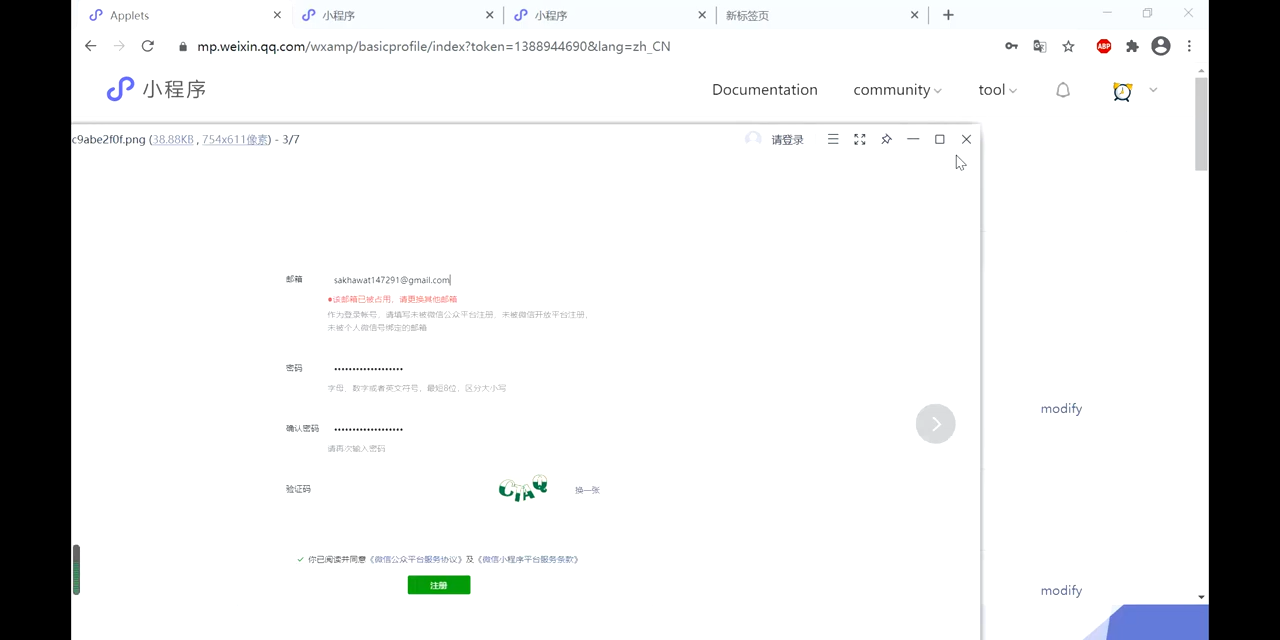 Applets
小程序
小程序
新标签页
mp.weixin.qq.com/wxamp/basicprofile/index?token=1388944690&lang=zh_CN
ABP
小程序
Documentation
community
tool
c9abe2f0f.png (38.88KB , 754x611像素) - 3/7
请登录
邮箱
sakhawat147291@gmail.com
●该邮箱已被占用，请更换其他邮箱
作为登录帐号，请填写未被微信公众平台注册，未被微信开放平台注册，
未被个人微信号绑定的邮箱
密码
•••••••••••••••••••
字母、数字或者英文符号，最短8位，区分大小写
modify
确认密码
•••••••••••••••••••
请再次输入密码
验证码
换一张
你已阅读并同意《微信公众平台服务协议》及《微信小程序平台服务条款》
注册
modify